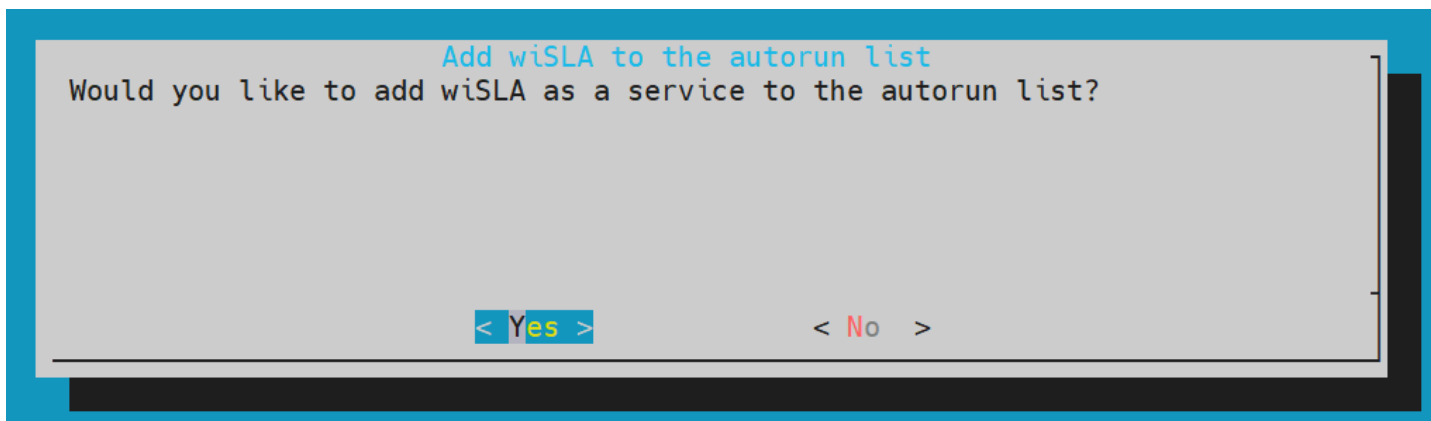 Add wiSLA to the autorun list
Would you like to add wiSLA as a service to the autorun list?
< Yes > < No >